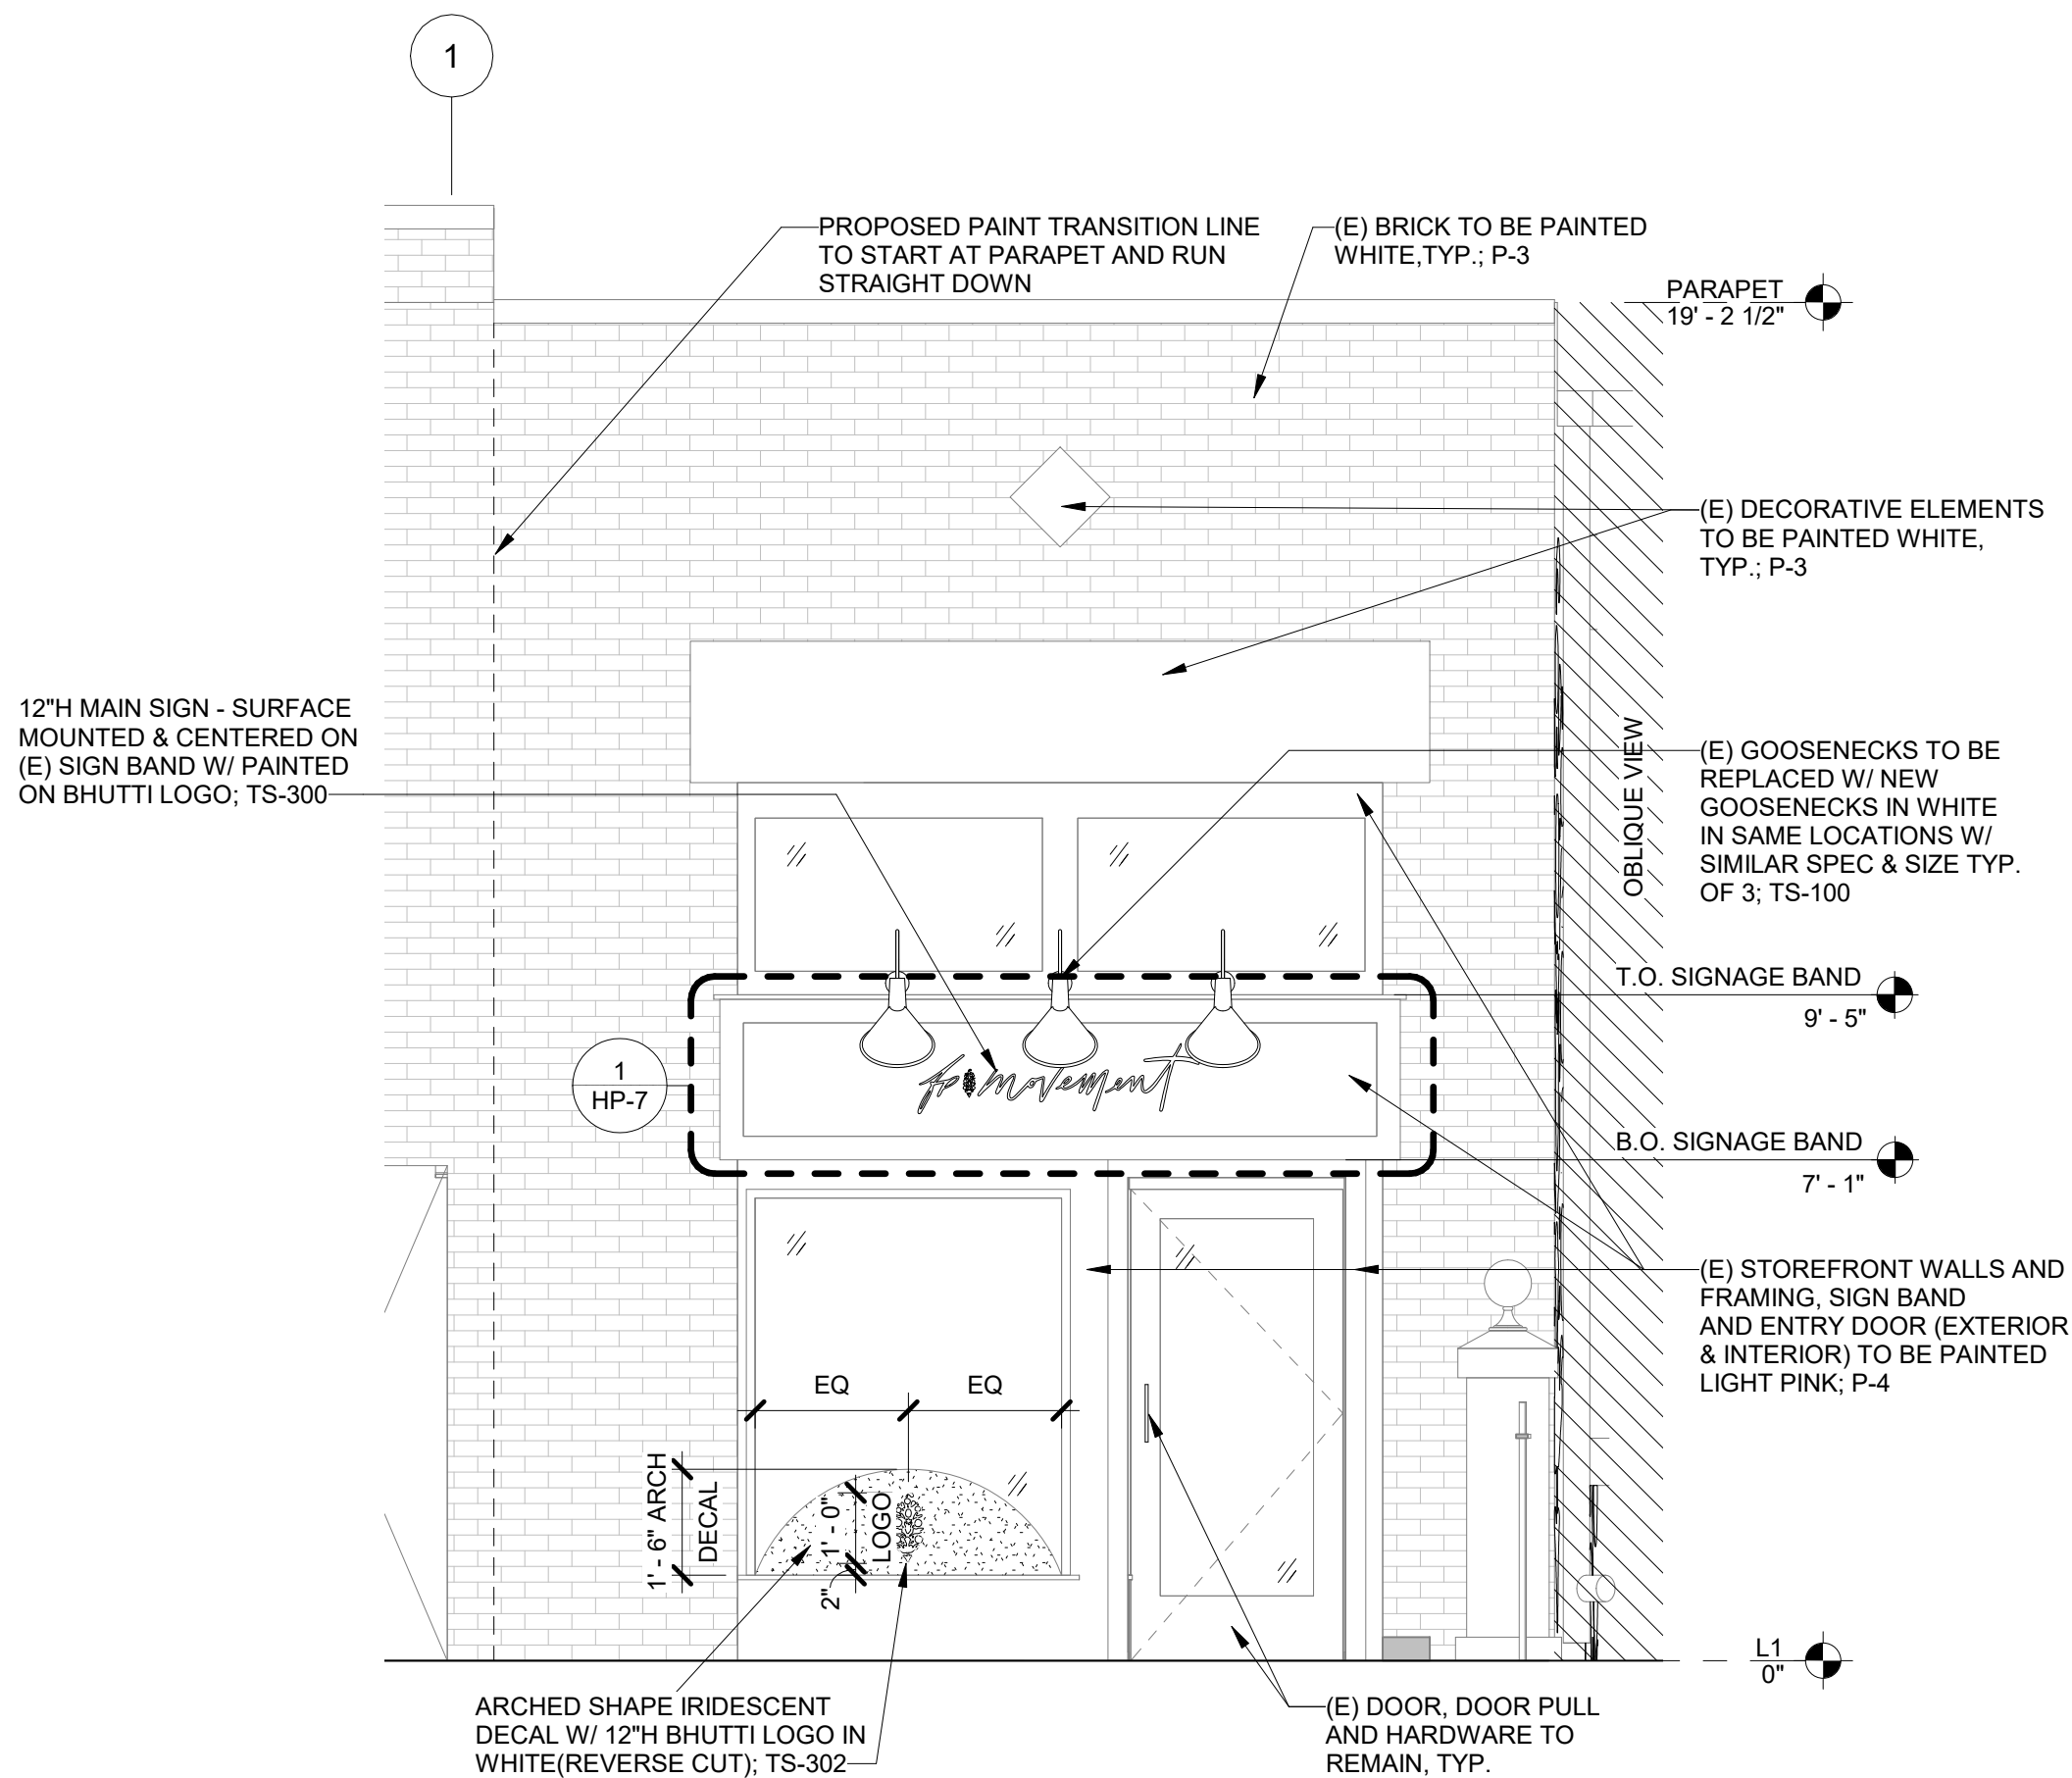 1
PROPOSED PAINT TRANSITION LINE
TO START AT PARAPET AND RUN
STRAIGHT DOWN
(E) BRICK TO BE PAINTED
WHITE,TYP.; P-3
PARAPET
19' - 2 1/2"
(E) DECORATIVE ELEMENTS
TO BE PAINTED WHITE,
TYP.; P-3
12"H MAIN SIGN - SURFACE
MOUNTED & CENTERED ON
(E) SIGN BAND W/ PAINTED
ON BHUTTI LOGO; TS-300
OBLIQUE VIEW
(E) GOOSENECKS TO BE
REPLACED W/ NEW
GOOSENECKS IN WHITE
IN SAME LOCATIONS W/
SIMILAR SPEC & SIZE TYP.
OF 3; TS-100
T.O. SIGNAGE BAND
9' - 5"
1
HP-7
fp movement
B.O. SIGNAGE BAND
7' - 1"
(E) STOREFRONT WALLS AND
FRAMING, SIGN BAND
AND ENTRY DOOR (EXTERIOR
& INTERIOR) TO BE PAINTED
LIGHT PINK; P-4
EQ
EQ
1' - 6" ARCH
DECAL
1' - 0"
LOGO
2"
L1
0"
ARCHED SHAPE IRIDESCENT
DECAL W/ 12"H BHUTTI LOGO IN
WHITE(REVERSE CUT); TS-302
(E) DOOR, DOOR PULL
AND HARDWARE TO
REMAIN, TYP.